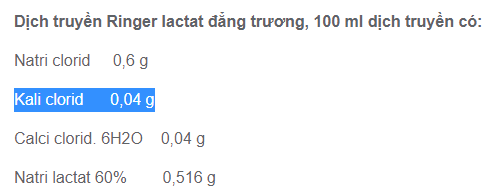 Dịch truyền Ringer lactat đẳng trương, 100 ml dịch truyền có:
Natri clorid 0,6 g
Kali clorid 0,04 g
Calci clorid. 6H2O 0,04 g
Natri lactat 60% 0,516 g